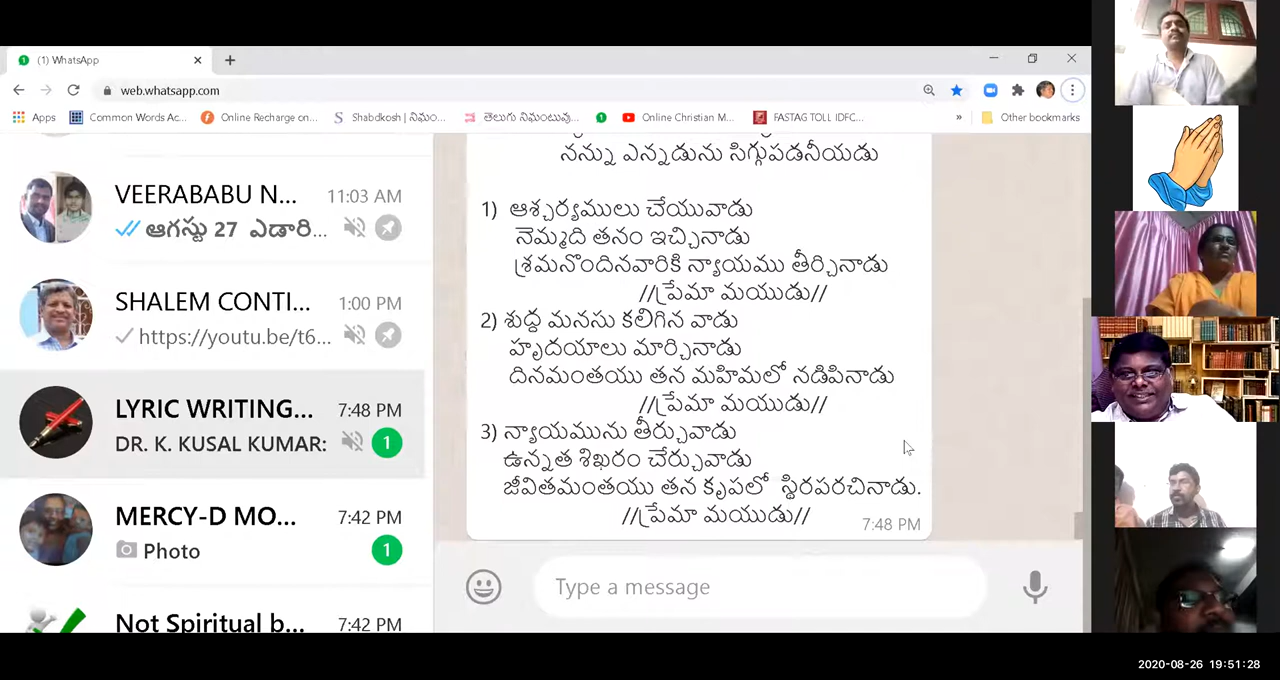 (1) WhatsApp
web.whatsapp.com
Apps
Common Words Ac...
Online Recharge on...
Shabdkosh | నిఘం...
తెలుగు నిఘంటువు...
1
Online Christian M...
FASTAG TOLL IDFC...
»
Other bookmarks
VEERABABU N... 11:03 AM
ఆగస్టు 27 ఎడారి...
SHALEM CONTI... 1:00 PM
https://youtu.be/t6...
LYRIC WRITING... 7:48 PM
DR. K. KUSAL KUMAR: 1
MERCY-D MO... 7:42 PM
Photo 1
Not Spiritual b... 7:42 PM
నన్ను ఎన్నడును సిగ్గుపడనీయడు
1) ఆశ్చర్యములు చేయువాడు
నెమ్మది తనం ఇచ్చినాడు
శ్రమనొందినవారికి న్యాయము తీర్చినాడు
//ప్రేమా మయుడు//
2) శుద్ధ మనసు కలిగిన వాడు
హృదయాలు మార్చినాడు
దినమంతయు తన మహిమలో నడిపినాడు
//ప్రేమా మయుడు//
3) న్యాయమును తీర్చువాడు
ఉన్నత శిఖరం చేర్చువాడు
జీవితమంతయు తన కృపలో స్థిరపరచినాడు.
//ప్రేమా మయుడు//
7:48 PM
Type a message
2020-08-26 19:51:28